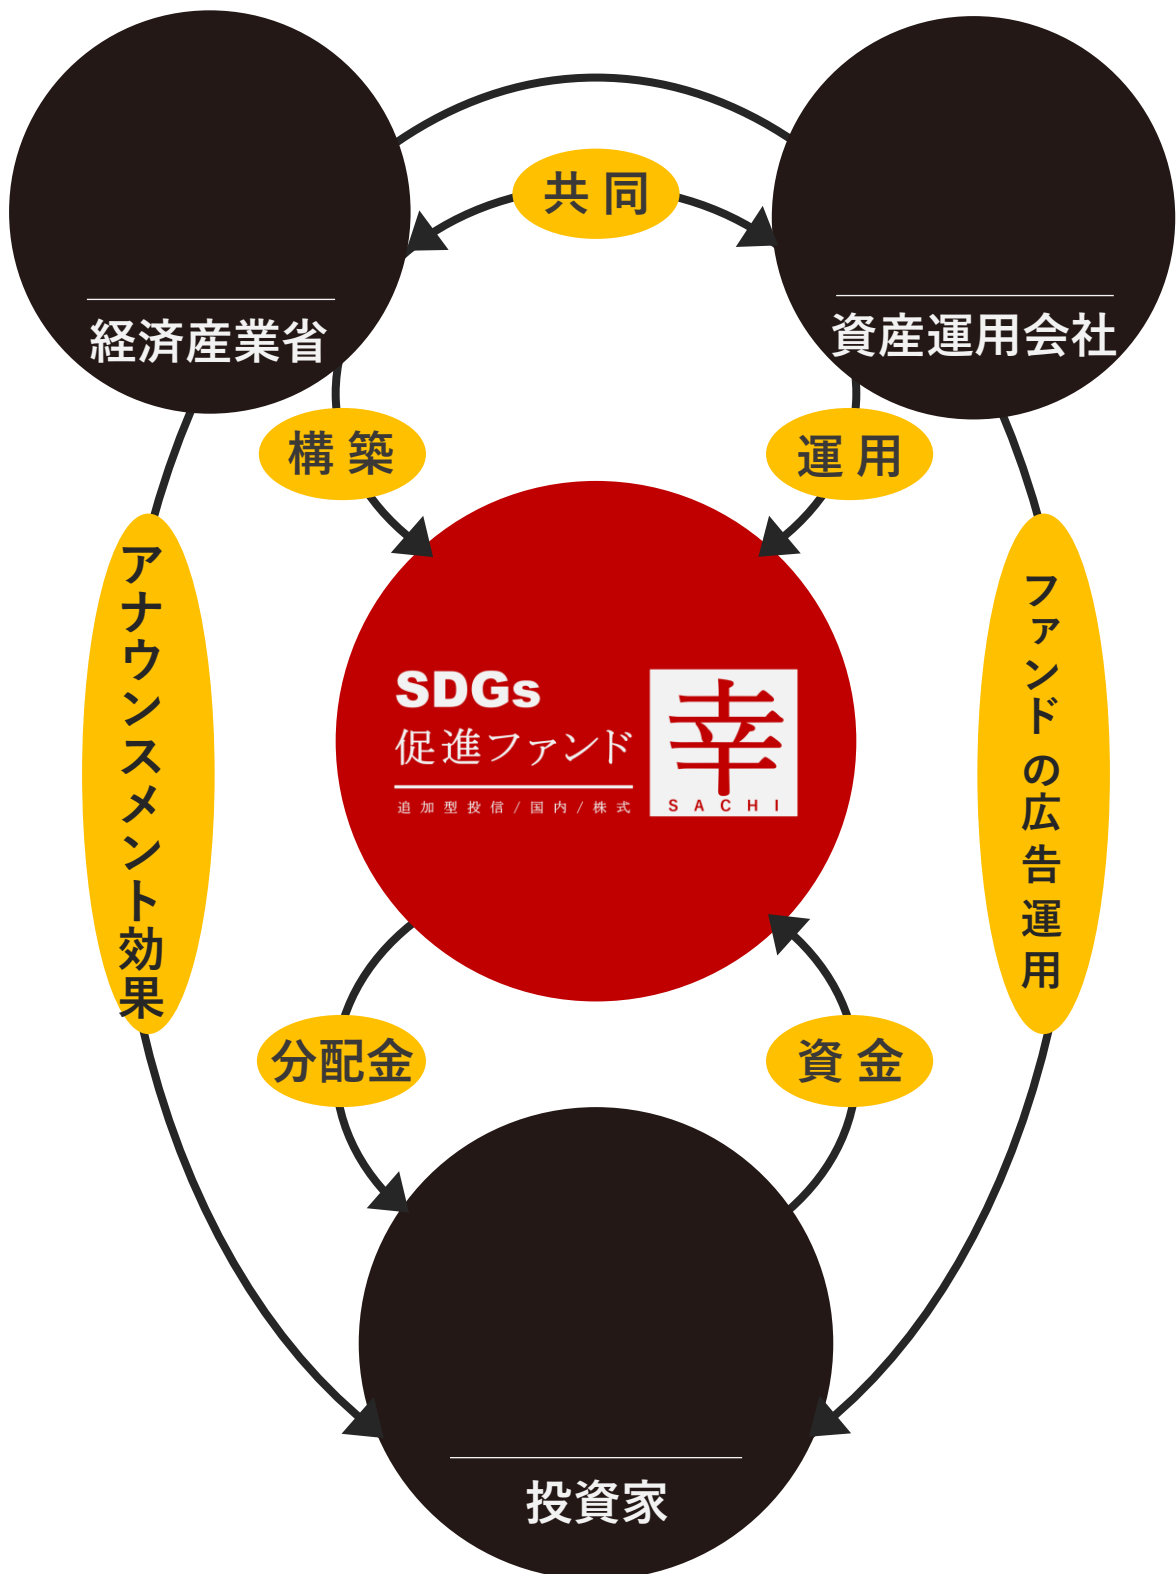 共同
経済産業省
資産運用会社
構築
運用
アナウンスメント効果
ファンドの広告運用
SDGs
促進ファンド
追加型投信/国内/株式
幸
SACHI
分配金
資金
投資家